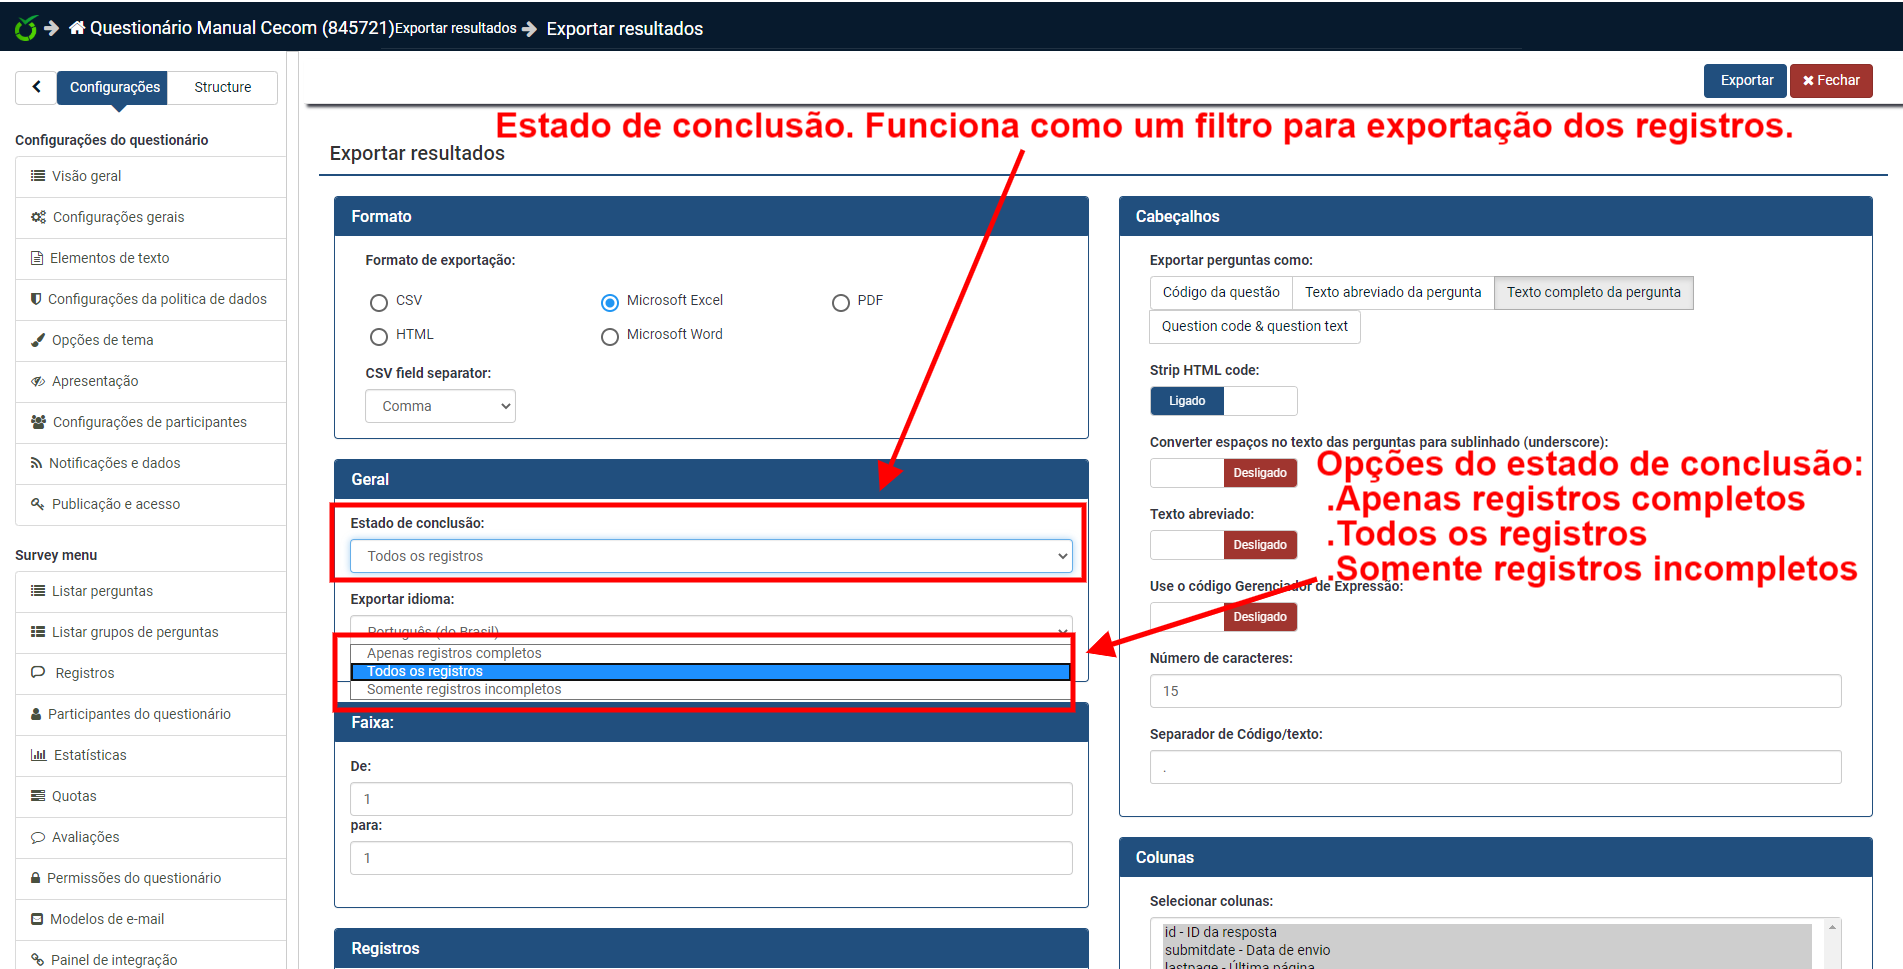 Questionário Manual Cecom (845721)Exportar resultados Exportar resultados
Configurações Structure
Exportar Fechar
Estado de conclusão. Funciona como um filtro para exportação dos registros.
Configurações do questionário
Visão geral
Configurações gerais
Elementos de texto
Configurações da politica de dados
Opções de tema
Apresentação
Configurações de participantes
Notificações e dados
Publicação e acesso
Survey menu
Listar perguntas
Listar grupos de perguntas
Registros
Participantes do questionário
Estatísticas
Quotas
Avaliações
Permissões do questionário
Modelos de e-mail
Painel de integração
Exportar resultados
Formato
Formato de exportação:
CSV Microsoft Excel PDF
HTML Microsoft Word
CSV field separator:
Comma
Geral
Estado de conclusão:
Todos os registros
Exportar idioma:
Português (do Brasil)
Apenas registros completos
Todos os registros
Somente registros incompletos
Faixa:
De:
1
para:
1
Registros
Cabeçalhos
Exportar perguntas como:
Código da questão Texto abreviado da pergunta Texto completo da pergunta
Question code & question text
Strip HTML code:
Ligado
Converter espaços no texto das perguntas para sublinhado (underscore):
Desligado
Opções do estado de conclusão:
.Apenas registros completos
.Todos os registros
.Somente registros incompletos
Texto abreviado:
Desligado
Use o código Gerenciador de Expressão:
Desligado
Número de caracteres:
15
Separador de Código/texto:
.
Colunas
Selecionar colunas:
id - ID da resposta
submitdate - Data de envio
lastpage - Última página